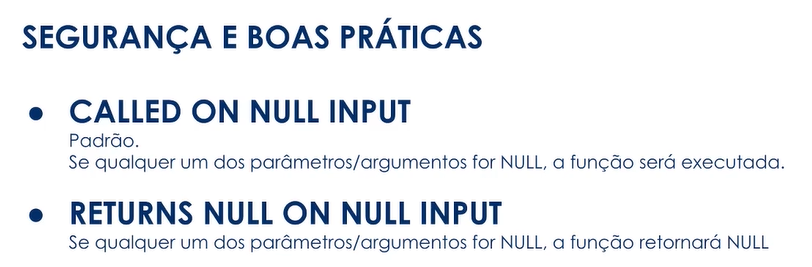 SEGURANÇA E BOAS PRÁTICAS
● CALLED ON NULL INPUT
Padrão.
Se qualquer um dos parâmetros/argumentos for NULL, a função será executada.
● RETURNS NULL ON NULL INPUT
Se qualquer um dos parâmetros/argumentos for NULL, a função retornará NULL